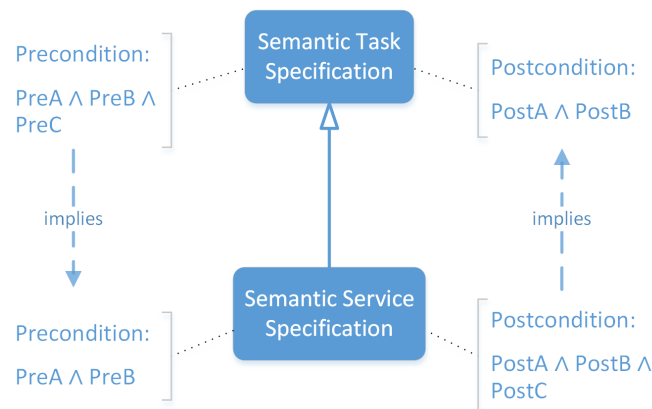 Precondition:
PreA ∧ PreB ∧
PreC
Semantic Task
Specification
Postcondition:
PostA ∧ PostB
implies
implies
Precondition:
PreA ∧ PreB
Semantic Service
Specification
Postcondition:
PostA ∧ PostB ∧
PostC